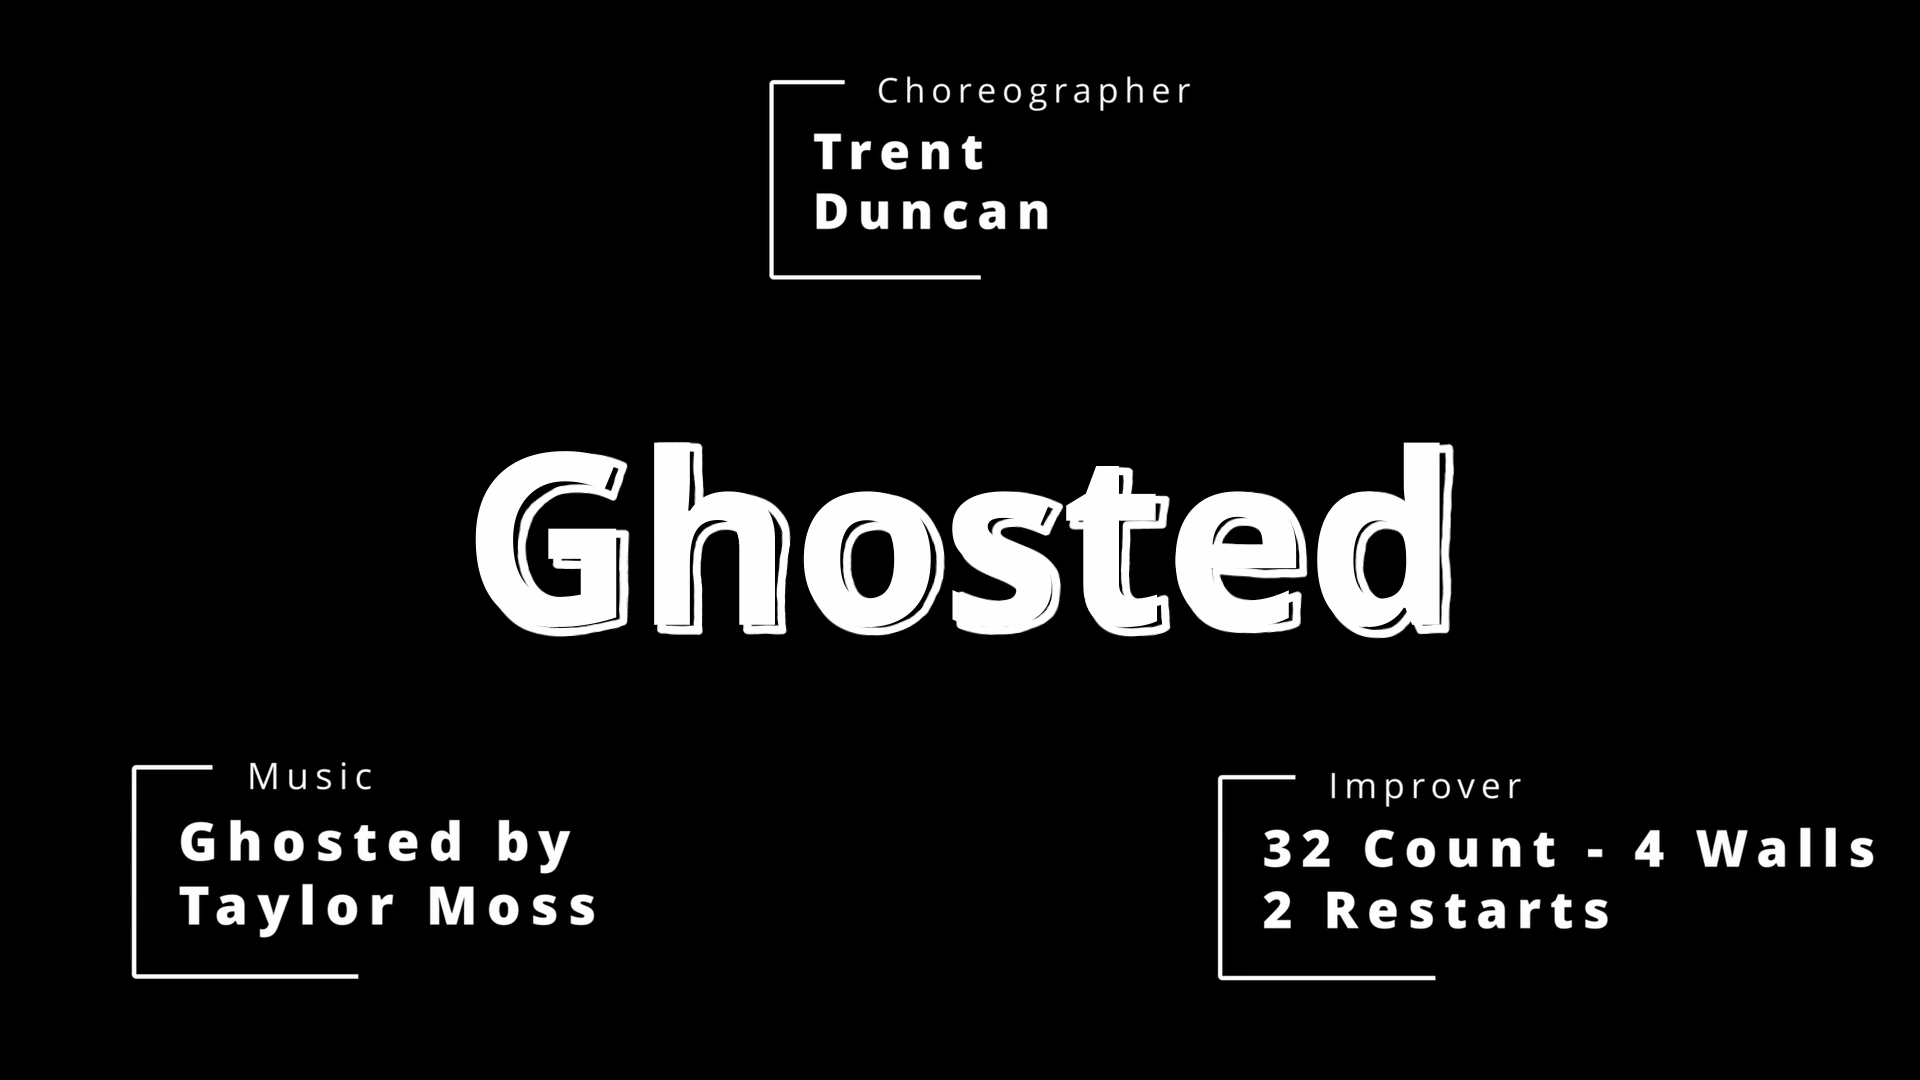 Choreographer
Trent
Duncan
Ghosted
Music
Ghosted by
Taylor Moss
Improver
32 Count - 4 Walls
2 Restarts